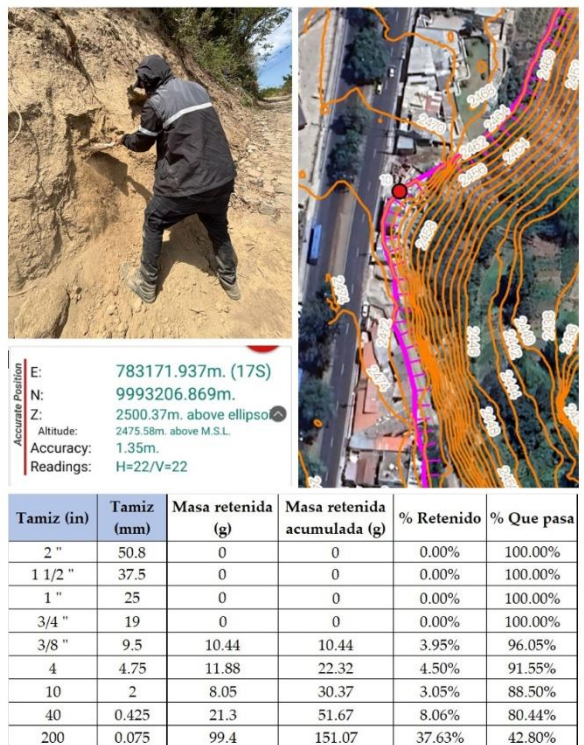 Accurate Position
E: 783171.937m. (17S)
N: 9993206.869m.
Z: 2500.37m. above ellipso
Altitude: 2475.58m. above M.S.L.
Accuracy: 1.35m.
Readings: H=22/V=22
Tamiz (in) Tamiz (mm) Masa retenida (g) Masa retenida acumulada (g) % Retenido % Que pasa
2 " 50.8 0 0 0.00% 100.00%
1 1/2 " 37.5 0 0 0.00% 100.00%
1 " 25 0 0 0.00% 100.00%
3/4 " 19 0 0 0.00% 100.00%
3/8 " 9.5 10.44 10.44 3.95% 96.05%
4 4.75 11.88 22.32 4.50% 91.55%
10 2 8.05 30.37 3.05% 88.50%
40 0.425 21.3 51.67 8.06% 80.44%
200 0.075 99.4 151.07 37.63% 42.80%